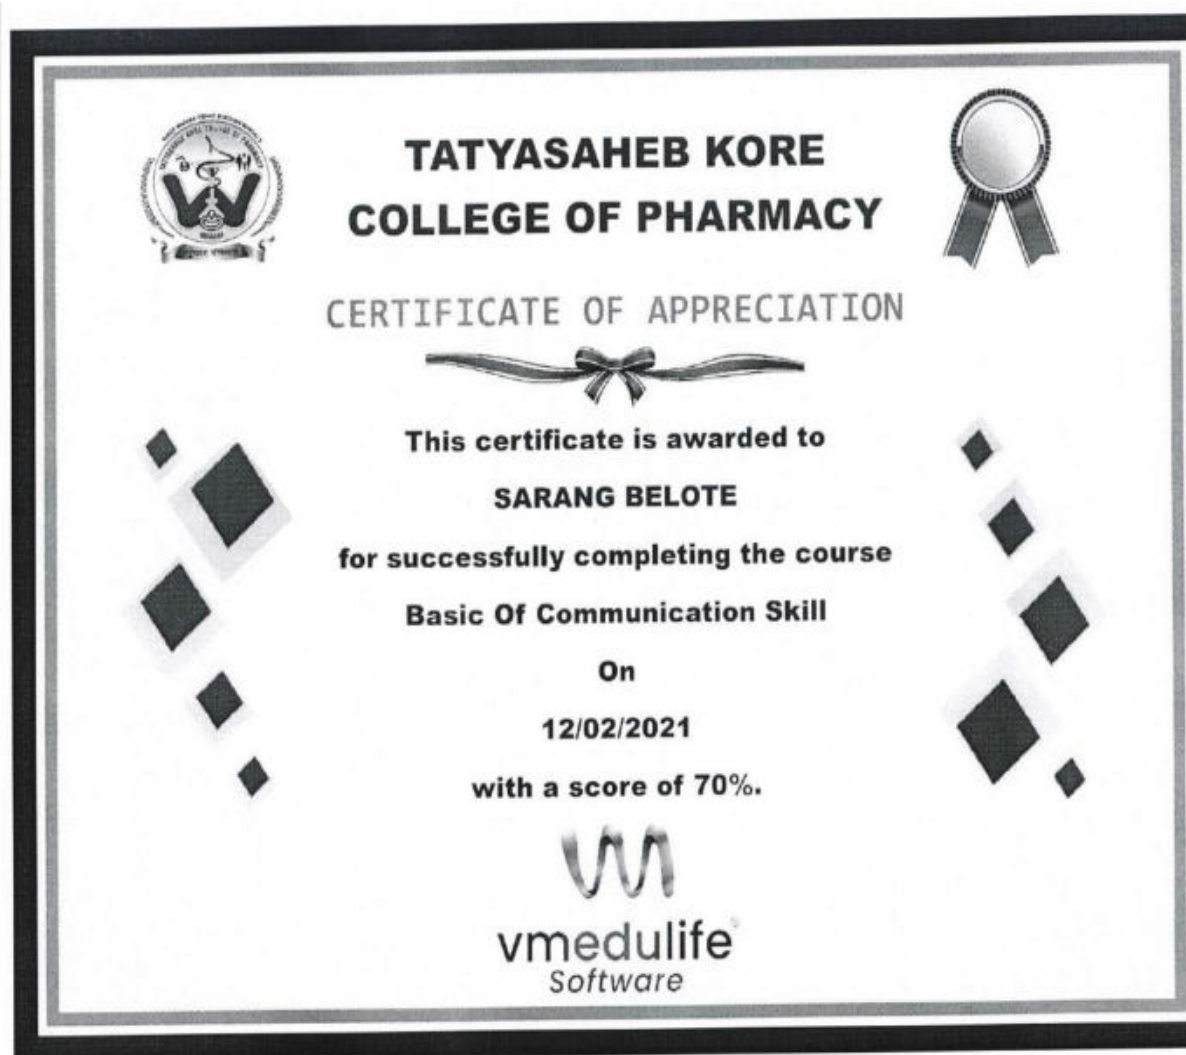 TATYASAHEB KORE
COLLEGE OF PHARMACY
CERTIFICATE OF APPRECIATION
This certificate is awarded to
SARANG BELOTE
for successfully completing the course
Basic Of Communication Skill
On
12/02/2021
with a score of 70%.
vmedulife
Software